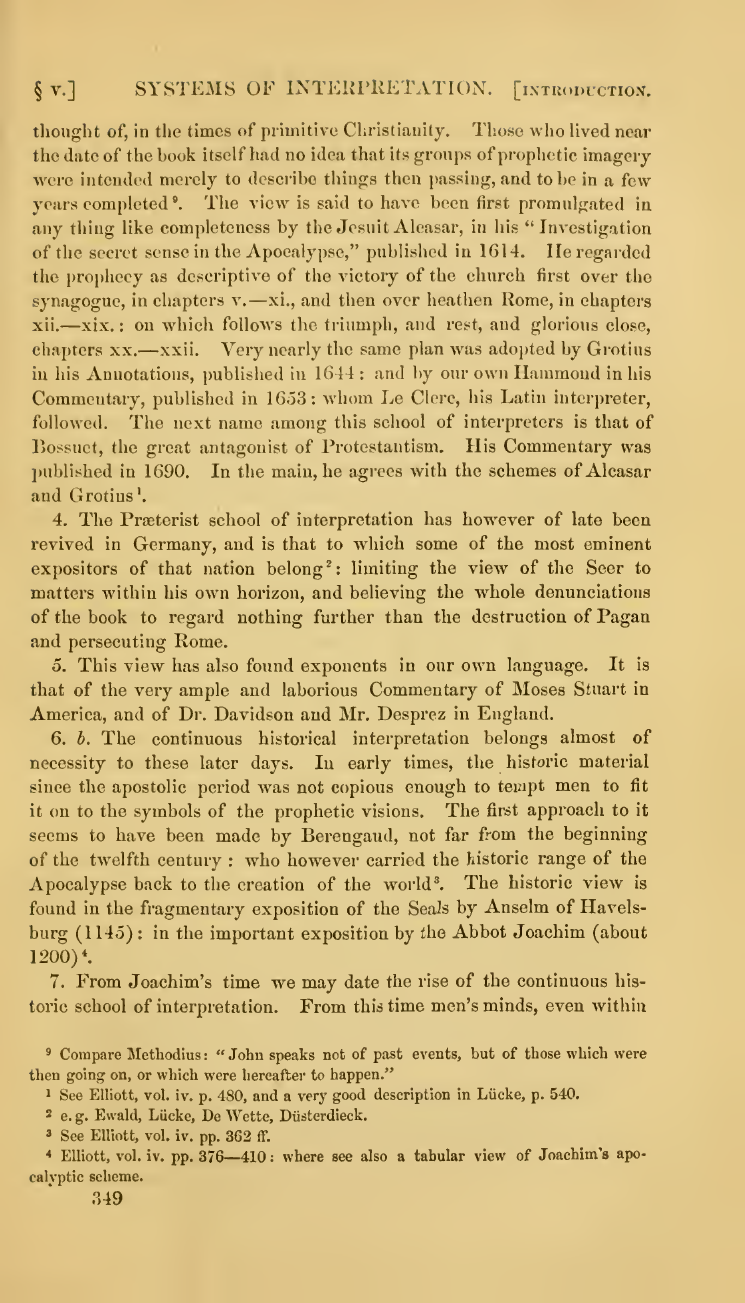 § v.] SYSTEMS OF INTERPRETATION. [INTRODUCTION.
thought of, in the times of primitive Christianity. Those who lived near
the date of the book itself had no idea that its groups of prophetic imagery
were intended merely to describe things then passing, and to be in a few
years completed⁹. The view is said to have been first promulgated in
any thing like completeness by the Jesuit Alcasar, in his “ Investigation
of the secret sense in the Apocalypse,” published in 1614. He regarded
the prophecy as descriptive of the victory of the church first over the
synagogue, in chapters v.—xi., and then over heathen Rome, in chapters
xii.—xix. : on which follows the triumph, and rest, and glorious close,
chapters xx.—xxii. Very nearly the same plan was adopted by Grotius
in his Annotations, published in 1644 : and by our own Hammond in his
Commentary, published in 1653 : whom Le Clerc, his Latin interpreter,
followed. The next name among this school of interpreters is that of
Bossuet, the great antagonist of Protestantism. His Commentary was
published in 1690. In the main, he agrees with the schemes of Alcasar
and Grotius¹.
4. The Præterist school of interpretation has however of late been
revived in Germany, and is that to which some of the most eminent
expositors of that nation belong²: limiting the view of the Seer to
matters within his own horizon, and believing the whole denunciations
of the book to regard nothing further than the destruction of Pagan
and persecuting Rome.
5. This view has also found exponents in our own language. It is
that of the very ample and laborious Commentary of Moses Stuart in
America, and of Dr. Davidson and Mr. Desprez in England.
6. b. The continuous historical interpretation belongs almost of
necessity to these later days. In early times, the historic material
since the apostolic period was not copious enough to tempt men to fit
it on to the symbols of the prophetic visions. The first approach to it
seems to have been made by Berengaud, not far from the beginning
of the twelfth century : who however carried the historic range of the
Apocalypse back to the creation of the world³. The historic view is
found in the fragmentary exposition of the Seals by Anselm of Havels-
burg (1145) : in the important exposition by the Abbot Joachim (about
1200)⁴.
7. From Joachim's time we may date the rise of the continuous his-
toric school of interpretation. From this time men's minds, even within
⁹ Compare Methodius: “ John speaks not of past events, but of those which were
then going on, or which were hereafter to happen.”
¹ See Elliott, vol. iv. p. 480, and a very good description in Lücke, p. 540.
² e. g. Ewald, Lücke, De Wette, Düsterdieck.
³ See Elliott, vol. iv. pp. 362 ff.
⁴ Elliott, vol. iv. pp. 376—410 : where see also a tabular view of Joachim's apo-
calyptic scheme.
349